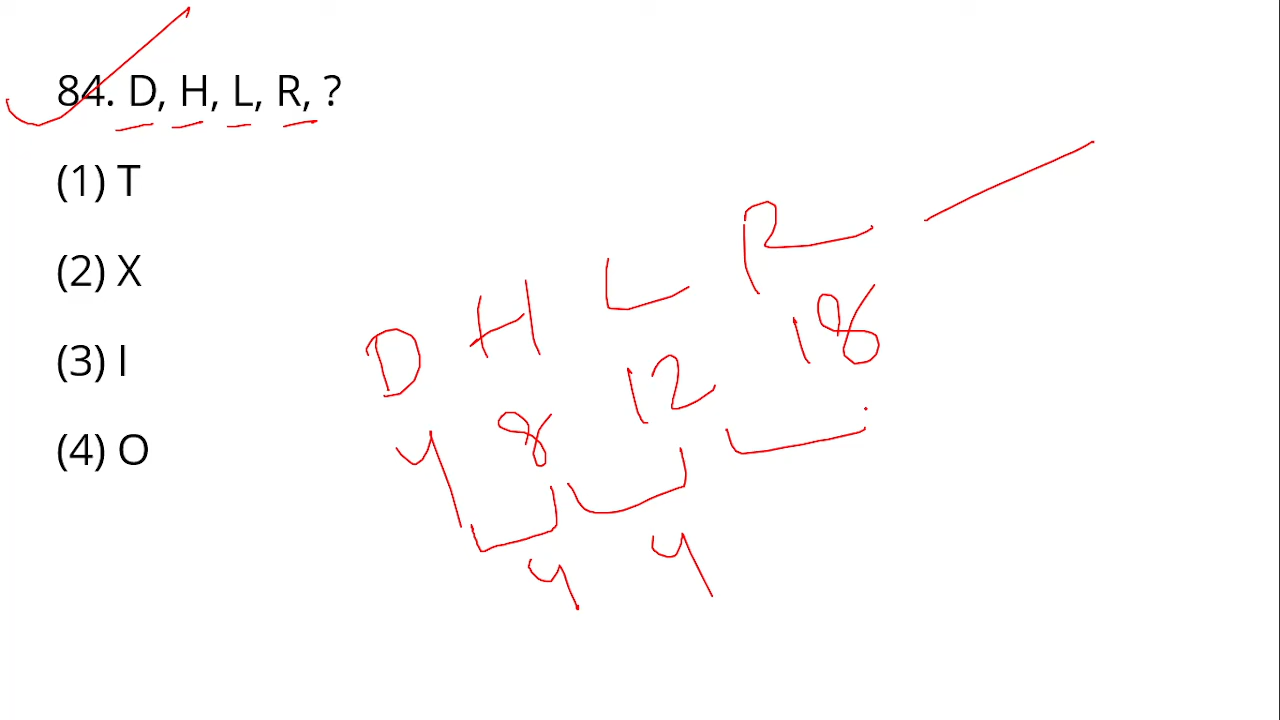 84. D, H, L, R, ?
(1) T
(2) X
(3) I
(4) O
D H L R
4 8 12 18
4 4